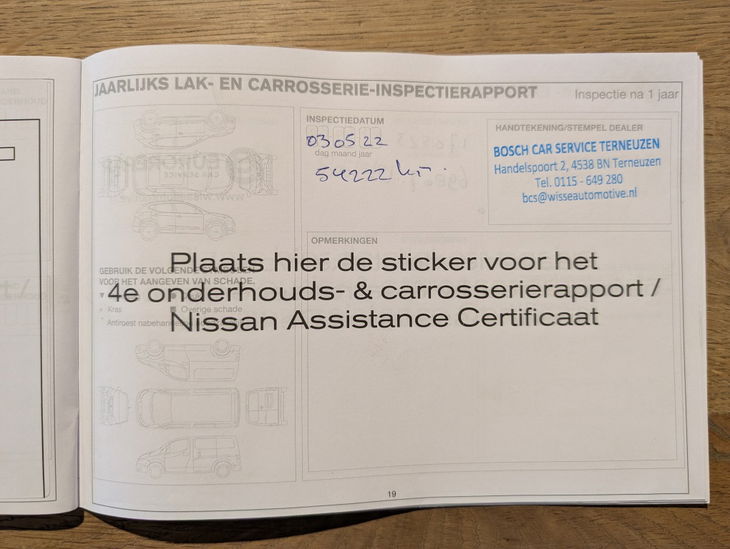 JAARLIJKS LAK- EN CARROSSERIE-INSPECTIERAPPORT
Inspectie na 1 jaar
INSPECTIEDATUM
030522
dag maand jaar
54222 km.
HANDTEKENING/STEMPEL DEALER
BOSCH CAR SERVICE TERNEUZEN
Handelspoort 2, 4538 BN Terneuzen
Tel. 0115 - 649 280
bcs@wisseautomotive.nl
OPMERKINGEN
GEBRUIK DE VOLGENDE
VOOR HET AANGEVEN VAN SCHADE.
Kras
Overige schade
Antiroest
Plaats hier de sticker voor het
4e onderhouds- & carrosserierapport /
Nissan Assistance Certificaat
19